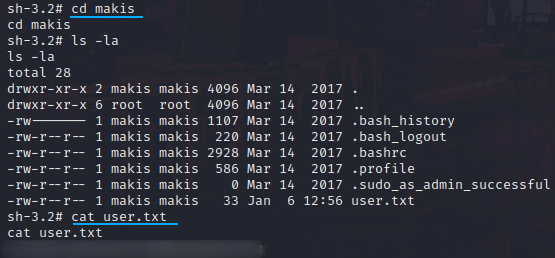 sh-3.2# cd makis
cd makis
sh-3.2# ls -la
ls -la
total 28
drwxr-xr-x 2 makis makis 4096 Mar 14  2017 .
drwxr-xr-x 6 root  root  4096 Mar 14  2017 ..
-rw------- 1 makis makis 1107 Mar 14  2017 .bash_history
-rw-r--r-- 1 makis makis  220 Mar 14  2017 .bash_logout
-rw-r--r-- 1 makis makis 2928 Mar 14  2017 .bashrc
-rw-r--r-- 1 makis makis  586 Mar 14  2017 .profile
-rw-r--r-- 1 makis makis    0 Mar 14  2017 .sudo_as_admin_successful
-rw-r--r-- 1 makis makis   33 Jan  6 12:56 user.txt
sh-3.2# cat user.txt
cat user.txt